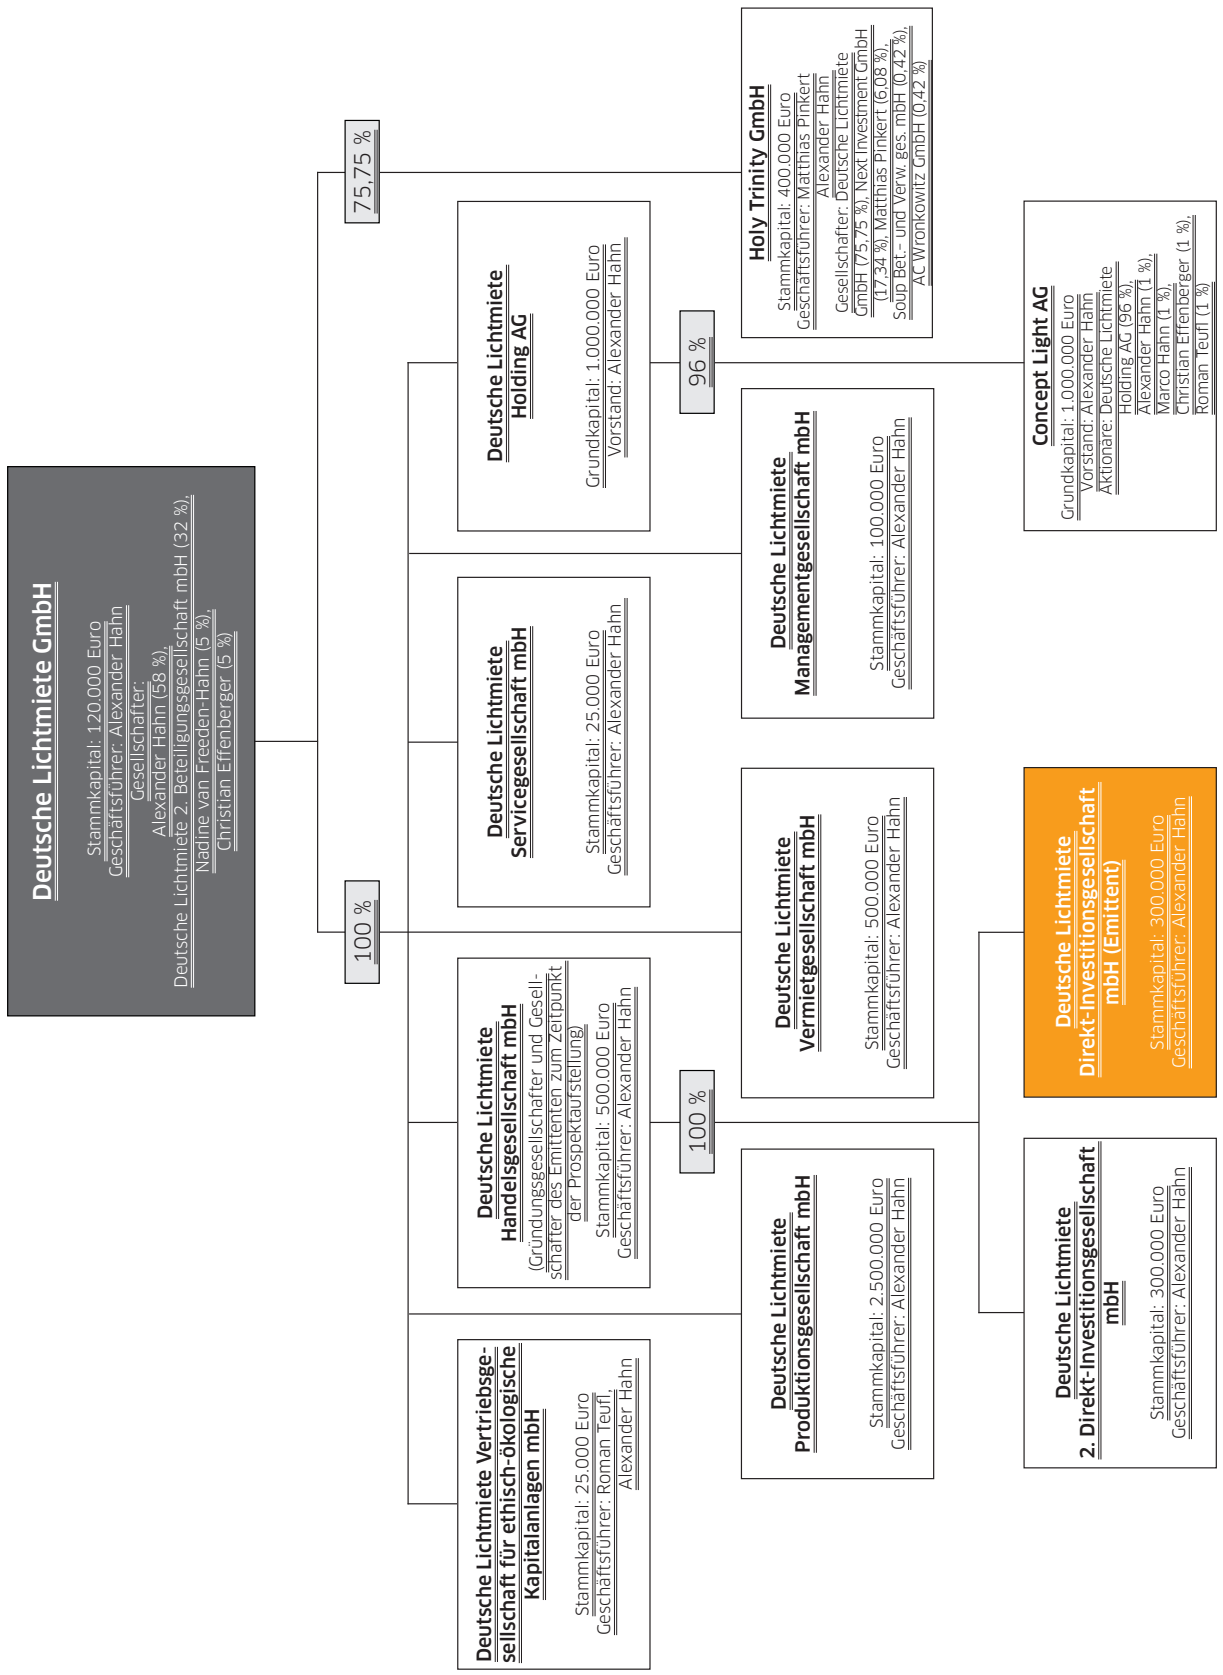 Deutsche Lichtmiete GmbH
Stammkapital: 120.000 Euro
Geschäftsführer: Alexander Hahn
Gesellschafter:
Alexander Hahn (58 %),
Deutsche Lichtmiete 2. Beteiligungsgesellschaft mbH (32 %),
Nadine van Freeden-Hahn (5 %),
Christian Effenberger (5 %)
100 %
75,75 %
Deutsche Lichtmiete Vertriebsge-
sellschaft für ethisch-ökologische
Kapitalanlagen mbH
Stammkapital: 25.000 Euro
Geschäftsführer: Roman Teufl,
Alexander Hahn
Deutsche Lichtmiete
Handelsgesellschaft mbH
(Gründungsgesellschafter und Gesell-
schafter des Emittenten zum Zeitpunkt
der Prospektaufstellung)
Stammkapital: 500.000 Euro
Geschäftsführer: Alexander Hahn
Deutsche Lichtmiete
Servicegesellschaft mbH
Stammkapital: 25.000 Euro
Geschäftsführer: Alexander Hahn
Deutsche Lichtmiete
Holding AG
Grundkapital: 1.000.000 Euro
Vorstand: Alexander Hahn
100 %
96 %
Deutsche Lichtmiete
Produktionsgesellschaft mbH
Stammkapital: 2.500.000 Euro
Geschäftsführer: Alexander Hahn
Deutsche Lichtmiete
Vermietgesellschaft mbH
Stammkapital: 500.000 Euro
Geschäftsführer: Alexander Hahn
Deutsche Lichtmiete
Managementgesellschaft mbH
Stammkapital: 100.000 Euro
Geschäftsführer: Alexander Hahn
Holy Trinity GmbH
Stammkapital: 400.000 Euro
Geschäftsführer: Matthias Pinkert
Alexander Hahn
Gesellschafter: Deutsche Lichtmiete
GmbH (75,75 %), Next Investment GmbH
(17,34 %), Matthias Pinkert (6,08 %),
Soup Bet.- und Verw. ges. mbH (0,42 %),
AC Wronkowitz GmbH (0,42 %)
Deutsche Lichtmiete
2. Direkt-Investitionsgesellschaft
mbH
Stammkapital: 300.000 Euro
Geschäftsführer: Alexander Hahn
Deutsche Lichtmiete
Direkt-Investitionsgesellschaft
mbH (Emittent)
Stammkapital: 300.000 Euro
Geschäftsführer: Alexander Hahn
Concept Light AG
Grundkapital: 1.000.000 Euro
Vorstand: Alexander Hahn
Aktionäre: Deutsche Lichtmiete
Holding AG (96 %),
Alexander Hahn (1 %),
Marco Hahn (1 %),
Christian Effenberger (1 %),
Roman Teufl (1 %)